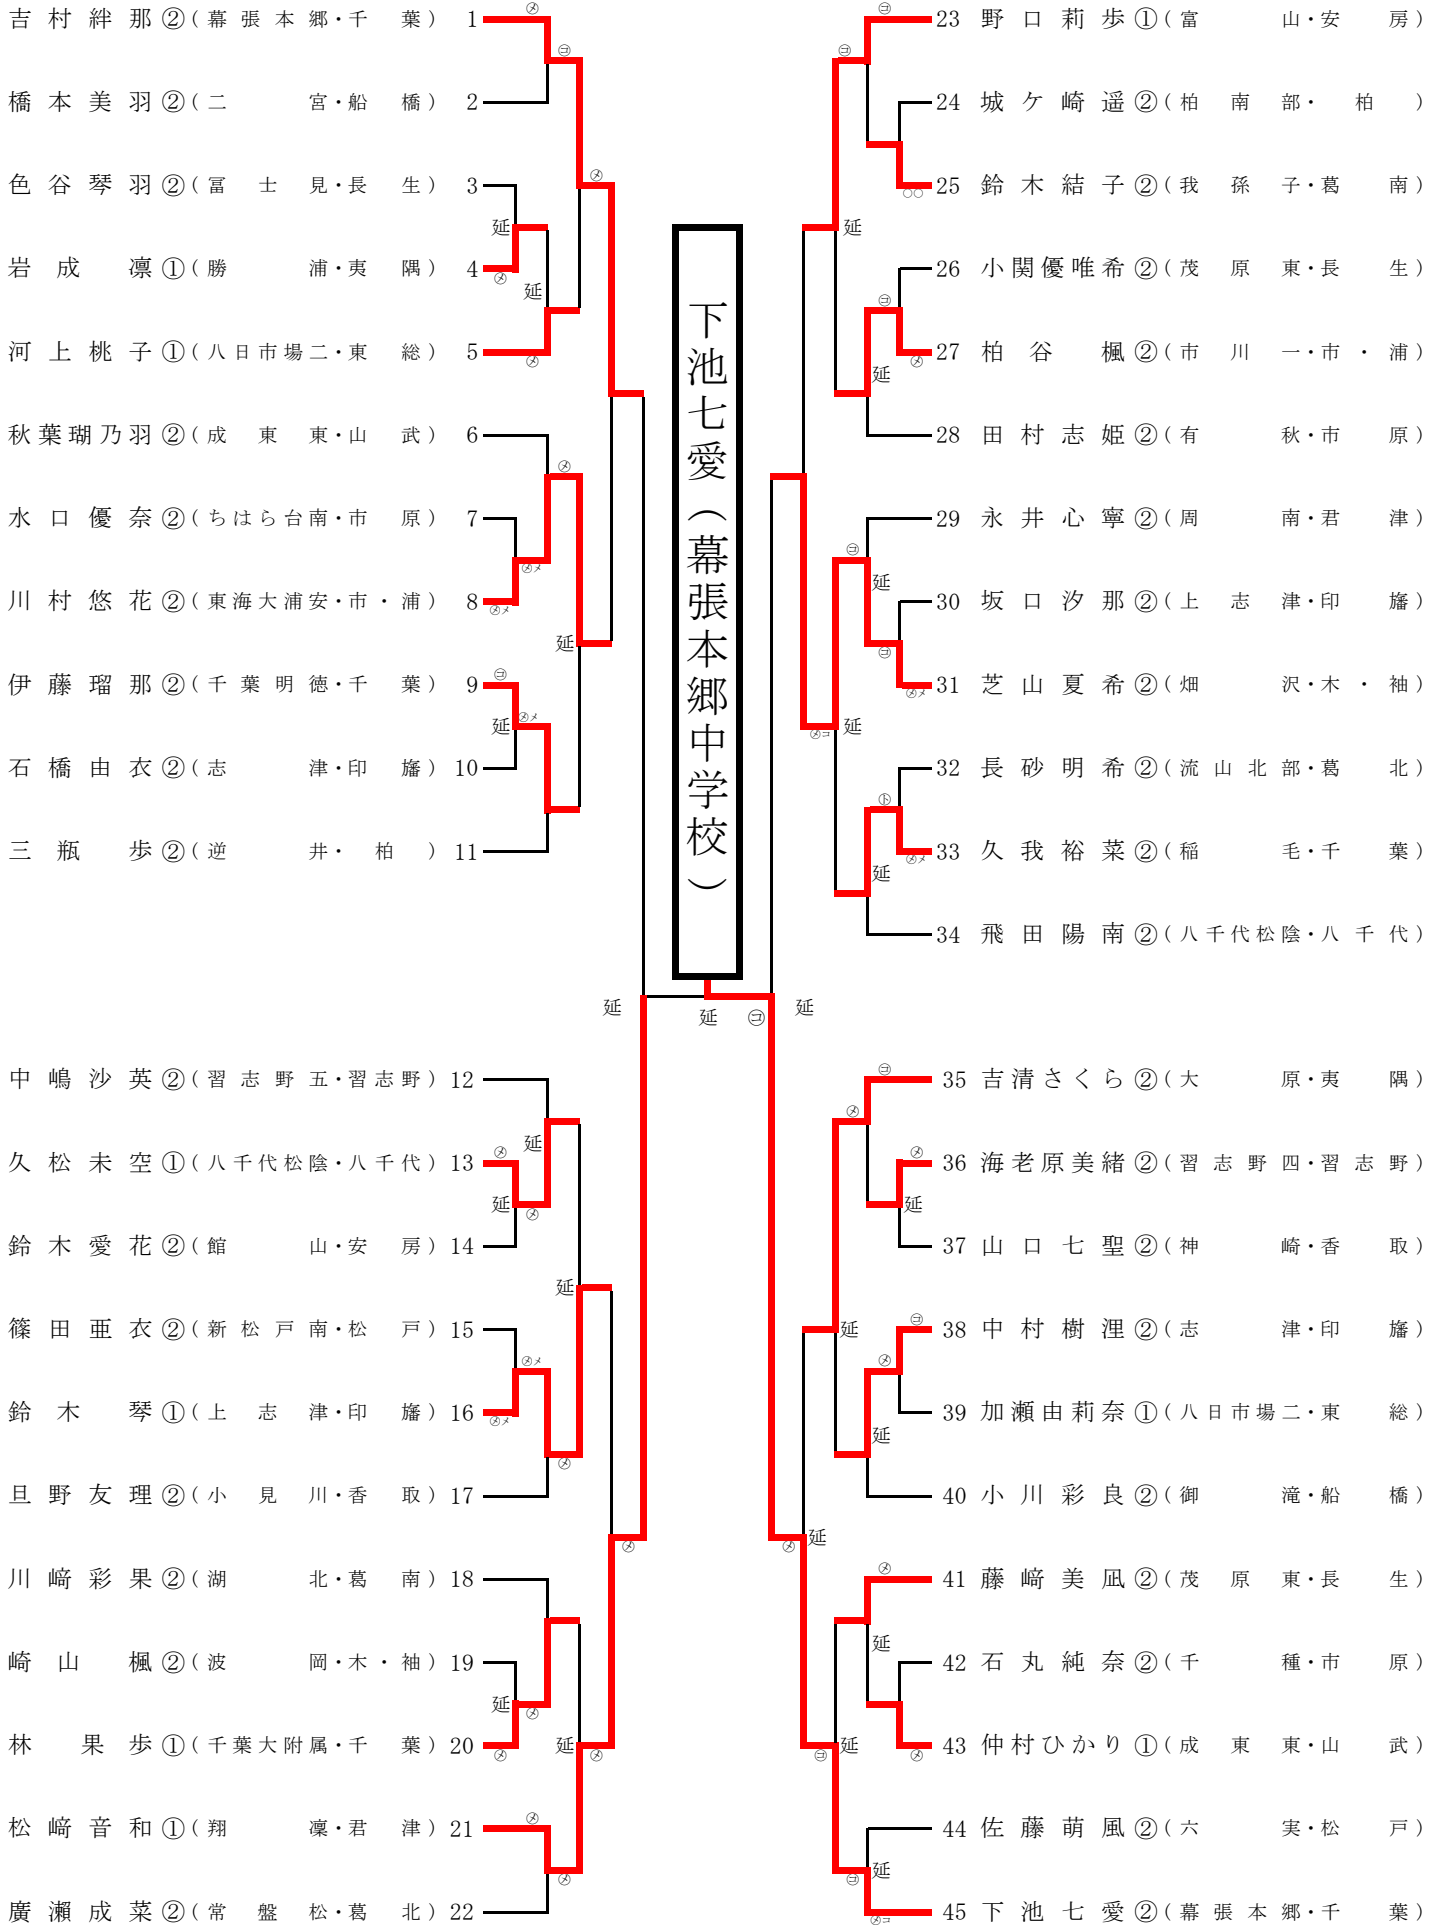 吉村絆那②(幕張本郷・千葉) 1
橋本美羽②(二宮・船橋) 2
色谷琴羽②(冨士見・長生) 3
岩成凛①(勝浦・夷隅) 4
河上桃子①(八日市場二・東総) 5
秋葉瑚乃羽②(成東東・山武) 6
水口優奈②(ちはら台南・市原) 7
川村悠花②(東海大浦安・市・浦) 8
伊藤瑠那②(千葉明徳・千葉) 9
石橋由衣②(志津・印旛) 10
三瓶歩②(逆井・柏) 11
中嶋沙英②(習志野五・習志野) 12
久松未空①(八千代松陰・八千代) 13
鈴木愛花②(館山・安房) 14
篠田亜衣②(新松戸南・松戸) 15
鈴木琴①(上志津・印旛) 16
旦野友理②(小見川・香取) 17
川﨑彩果②(湖北・葛南) 18
崎山楓②(波岡・木・袖) 19
林果歩①(千葉大附属・千葉) 20
松﨑音和①(翔凜・君津) 21
廣瀬成菜②(常盤松・葛北) 22
下池七愛(幕張本郷中学校)
延 延 ㋙ 延
23 野口莉歩①(富山・安房)
24 城ケ崎遥②(柏南部・柏)
25 鈴木結子②(我孫子・葛南)
26 小関優唯希②(茂原東・長生)
27 柏谷楓②(市川一・市・浦)
28 田村志姫②(有秋・市原)
29 永井心寧②(周南・君津)
30 坂口汐那②(上志津・印旛)
31 芝山夏希②(畑沢・木・袖)
32 長砂明希②(流山北部・葛北)
33 久我裕菜②(稲毛・千葉)
34 飛田陽南②(八千代松陰・八千代)
35 吉清さくら②(大原・夷隅)
36 海老原美緒②(習志野四・習志野)
37 山口七聖②(神崎・香取)
38 中村樹浬②(志津・印旛)
39 加瀬由莉奈①(八日市場二・東総)
40 小川彩良②(御滝・船橋)
41 藤﨑美凪②(茂原東・長生)
42 石丸純奈②(千種・市原)
43 仲村ひかり①(成東東・山武)
44 佐藤萌風②(六実・松戸)
45 下池七愛②(幕張本郷・千葉)